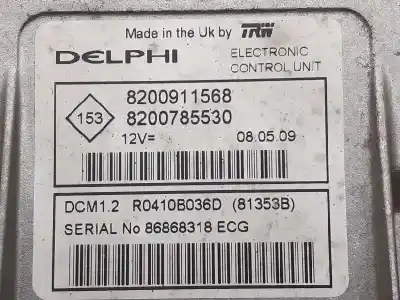 Made in the Uk by TRW
DELPHI
ELECTRONIC
CONTROL UNIT
153
8200911568
8200785530
12V=
08.05.09
DCM1.2 R0410B036D (81353B)
SERIAL No 86868318 ECG